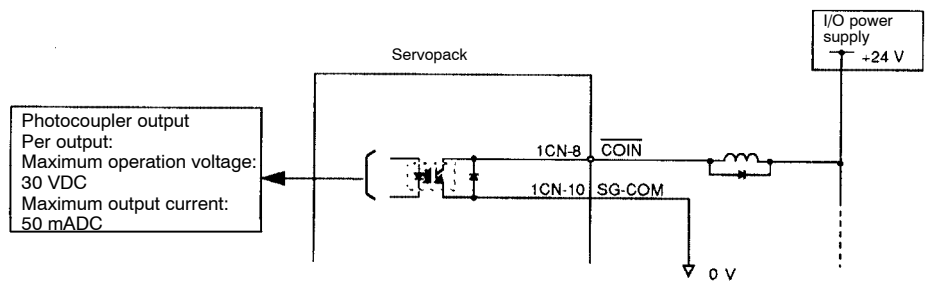 I/O power
supply
+24 V
Servopack
Photocoupler output
Per output:
Maximum operation voltage:
30 VDC
Maximum output current:
50 mADC
1CN-8 COIN
1CN-10 SG-COM
0 V